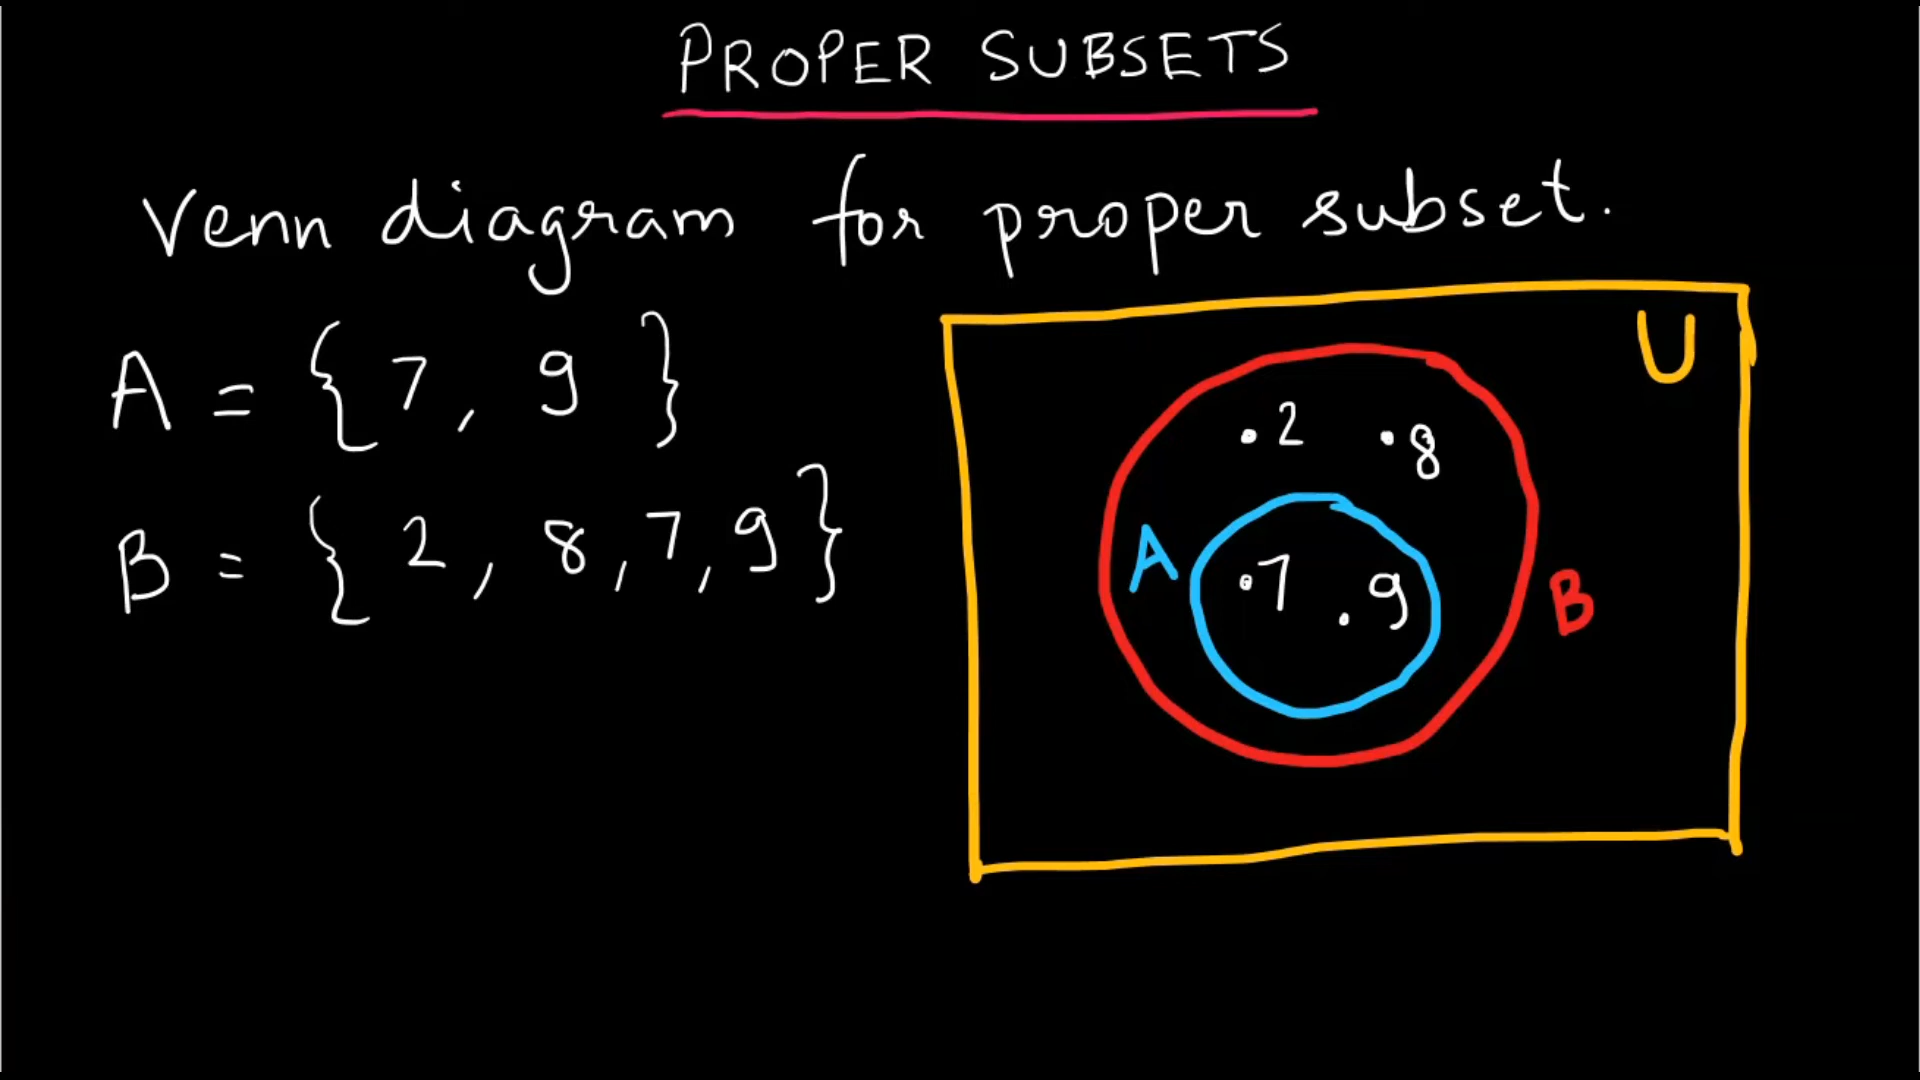 PROPER SUBSETS
Venn diagram for proper subset.
A = { 7, 9 }
B = { 2, 8, 7, 9 }
U
.2 .8
A .7 .9 B